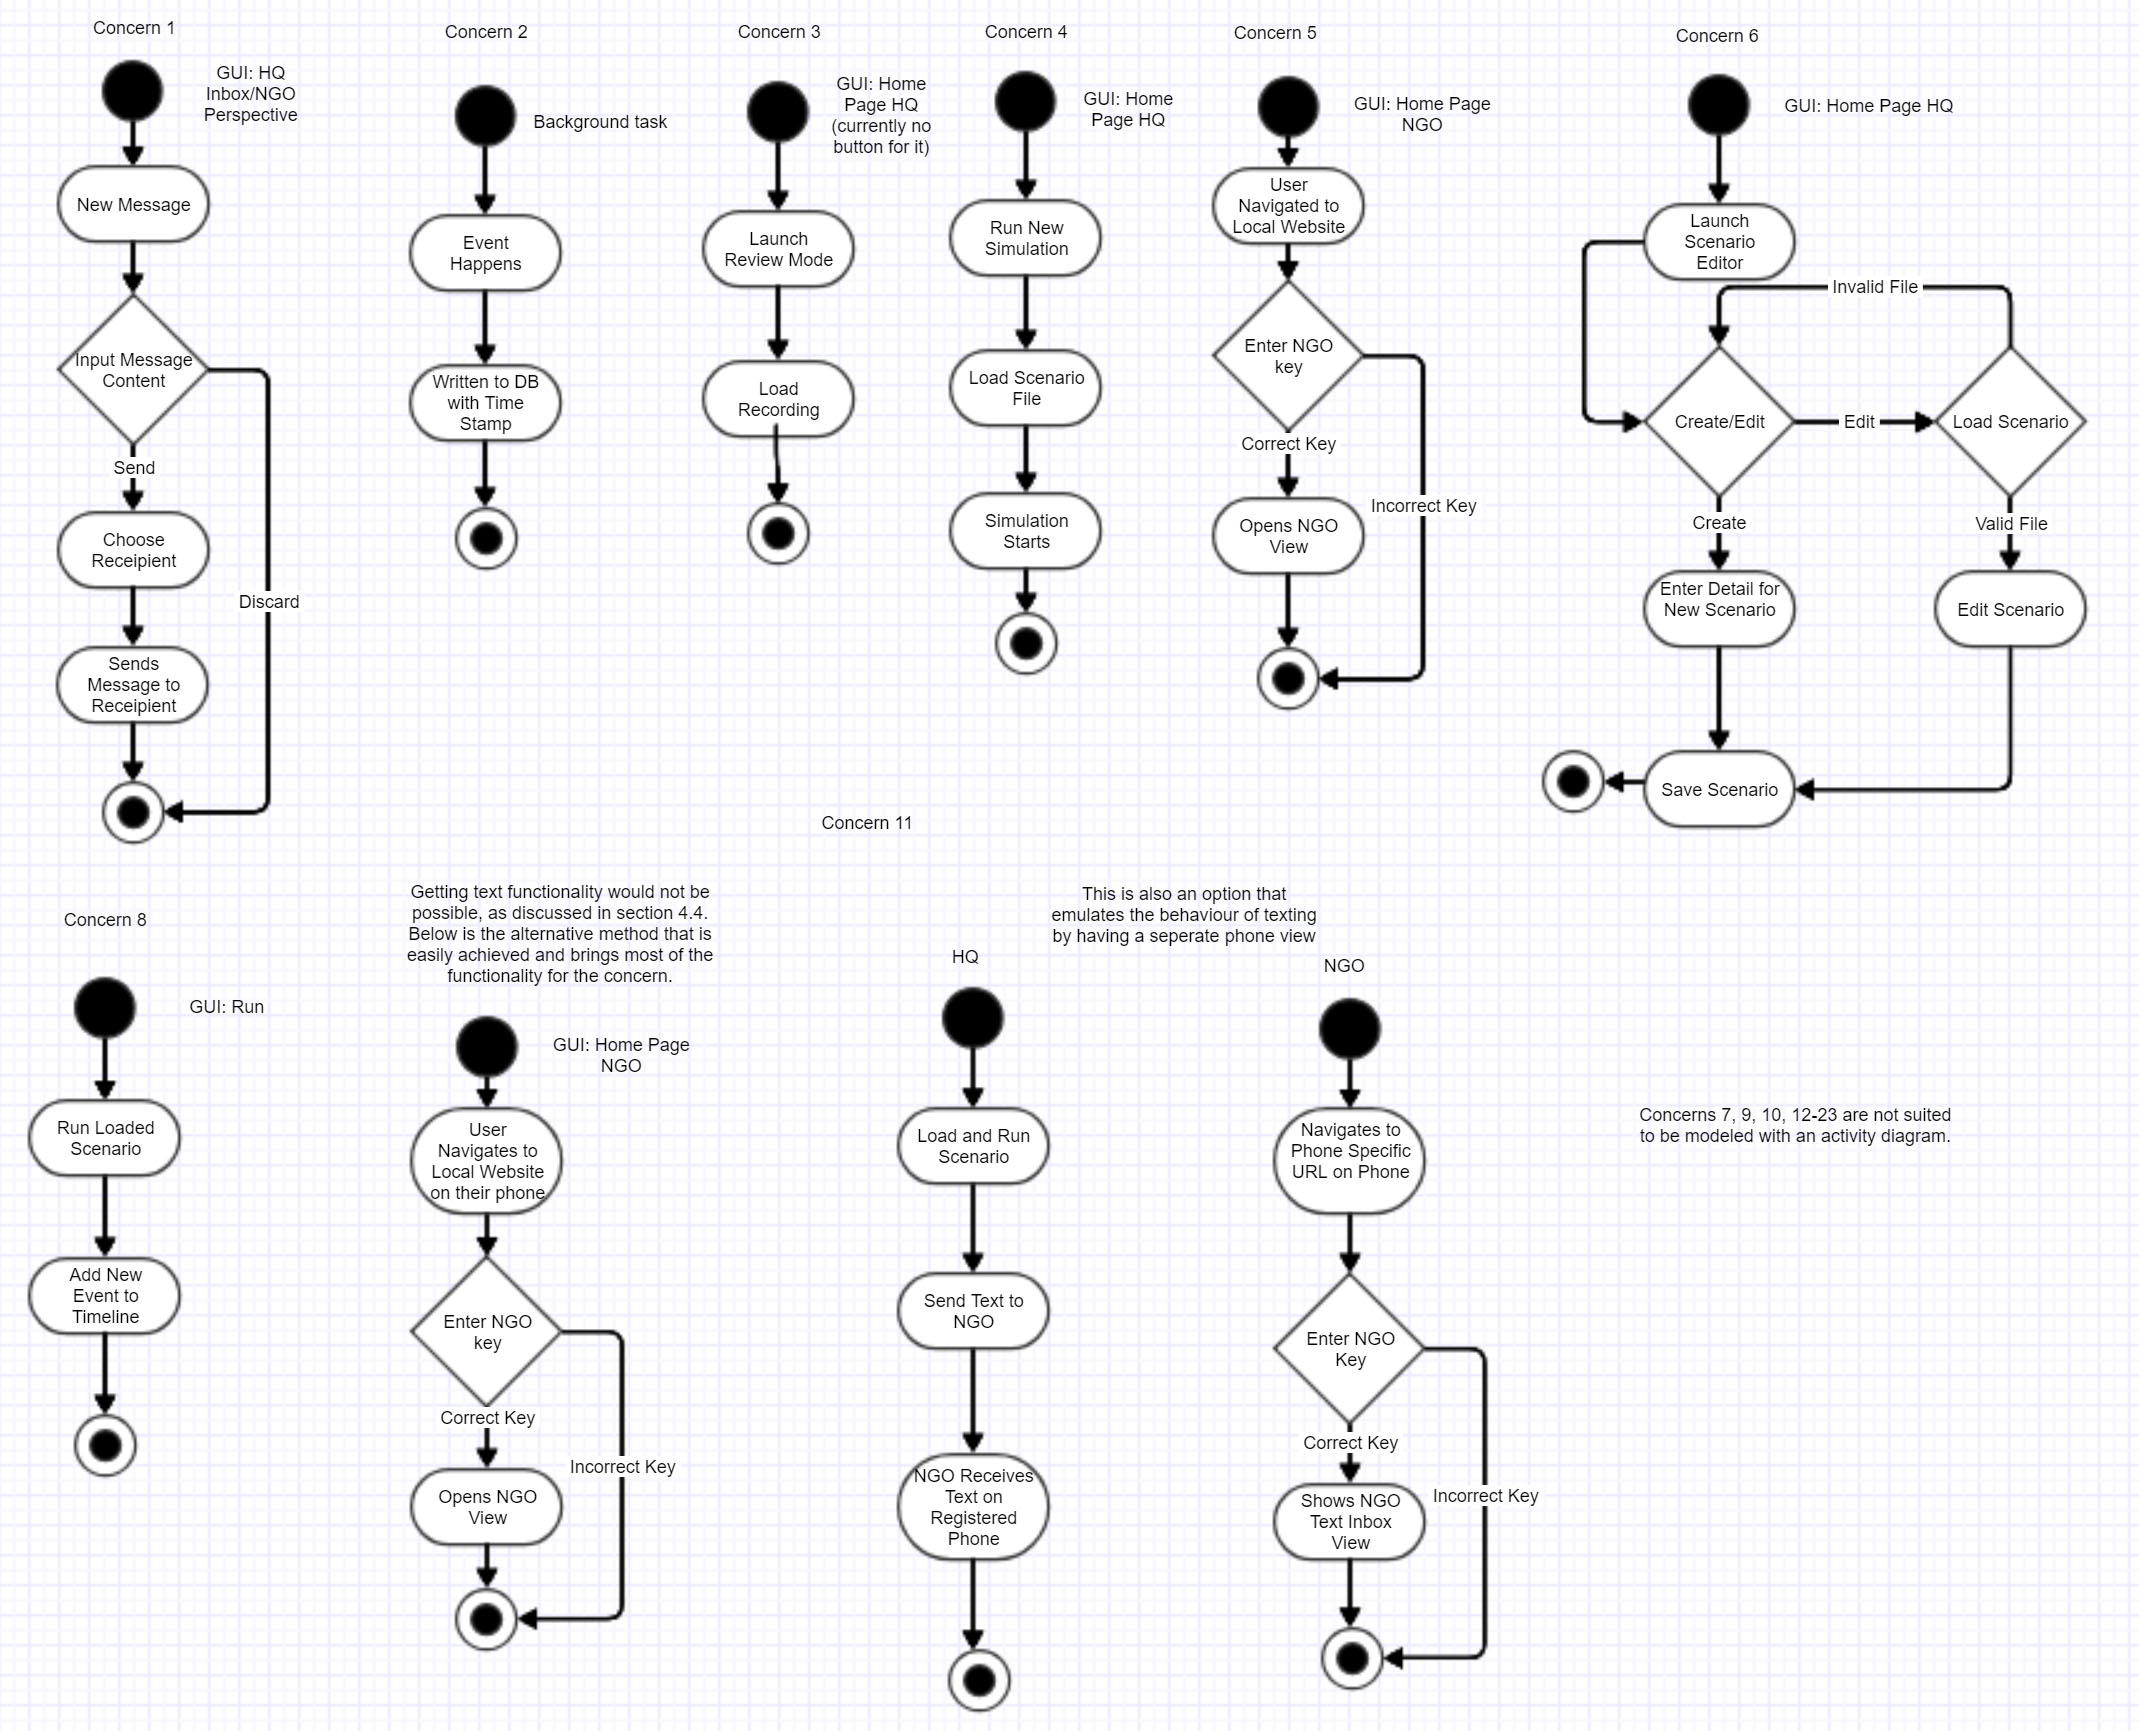 Concern 1
GUI: HQ
Inbox/NGO
Perspective
New Message
Input Message
Content
Send
Discard
Choose
Receipient
Sends
Message to
Receipient
Concern 2
Background task
Event
Happens
Written to DB
with Time
Stamp
Concern 3
GUI: Home
Page HQ
(currently no
button for it)
Launch
Review Mode
Load
Recording
Concern 4
GUI: Home
Page HQ
Run New
Simulation
Load Scenario
File
Simulation
Starts
Concern 5
GUI: Home Page
NGO
User
Navigated to
Local Website
Enter NGO
key
Correct Key
Incorrect Key
Opens NGO
View
Concern 6
GUI: Home Page HQ
Launch
Scenario
Editor
Invalid File
Create/Edit
Edit
Load Scenario
Create
Valid File
Enter Detail for
New Scenario
Edit Scenario
Save Scenario
Concern 8
GUI: Run
Run Loaded
Scenario
Add New
Event to
Timeline
Concern 11
Getting text functionality would not be
possible, as discussed in section 4.4.
Below is the alternative method that is
easily achieved and brings most of the
functionality for the concern.
GUI: Home Page
NGO
User
Navigates to
Local Website
on their phone
Enter NGO
key
Correct Key
Incorrect Key
Opens NGO
View
This is also an option that
emulates the behaviour of texting
by having a seperate phone view
HQ
Load and Run
Scenario
Send Text to
NGO
NGO Receives
Text on
Registered
Phone
NGO
Navigates to
Phone Specific
URL on Phone
Enter NGO
Key
Correct Key
Incorrect Key
Shows NGO
Text Inbox
View
Concerns 7, 9, 10, 12-23 are not suited
to be modeled with an activity diagram.